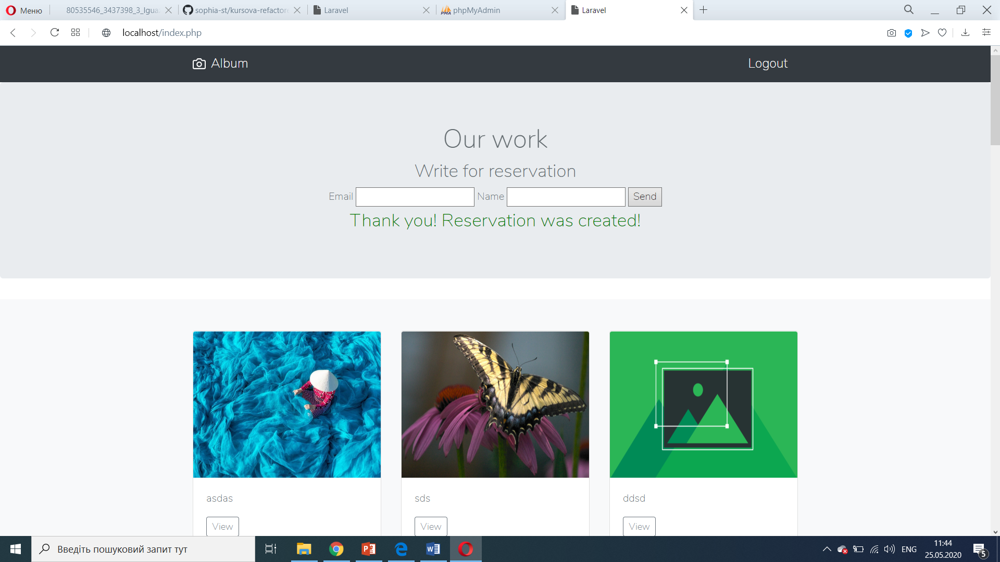 Меню
80535546_3437398_3_Igua
sophia-st/kursova-refactore
Laravel
phpMyAdmin
Laravel
localhost/index.php
Album
Logout
Our work
Write for reservation
Email
Name
Send
Thank you! Reservation was created!
asdas
sds
ddsd
View
View
View
Введіть пошуковий запит тут
ENG
11:44
25.05.2020
5